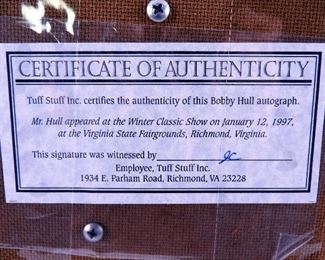 CERTIFICATE OF AUTHENTICITY
Tuff Stuff Inc. certifies the authenticity of this Bobby Hull autograph.
Mr. Hull appeared at the Winter Classic Show on January 12, 1997,
at the Virginia State Fairgrounds, Richmond, Virginia.
This signature was witnessed by
Employee, Tuff Stuff Inc.
1934 E. Parham Road, Richmond, VA 23228